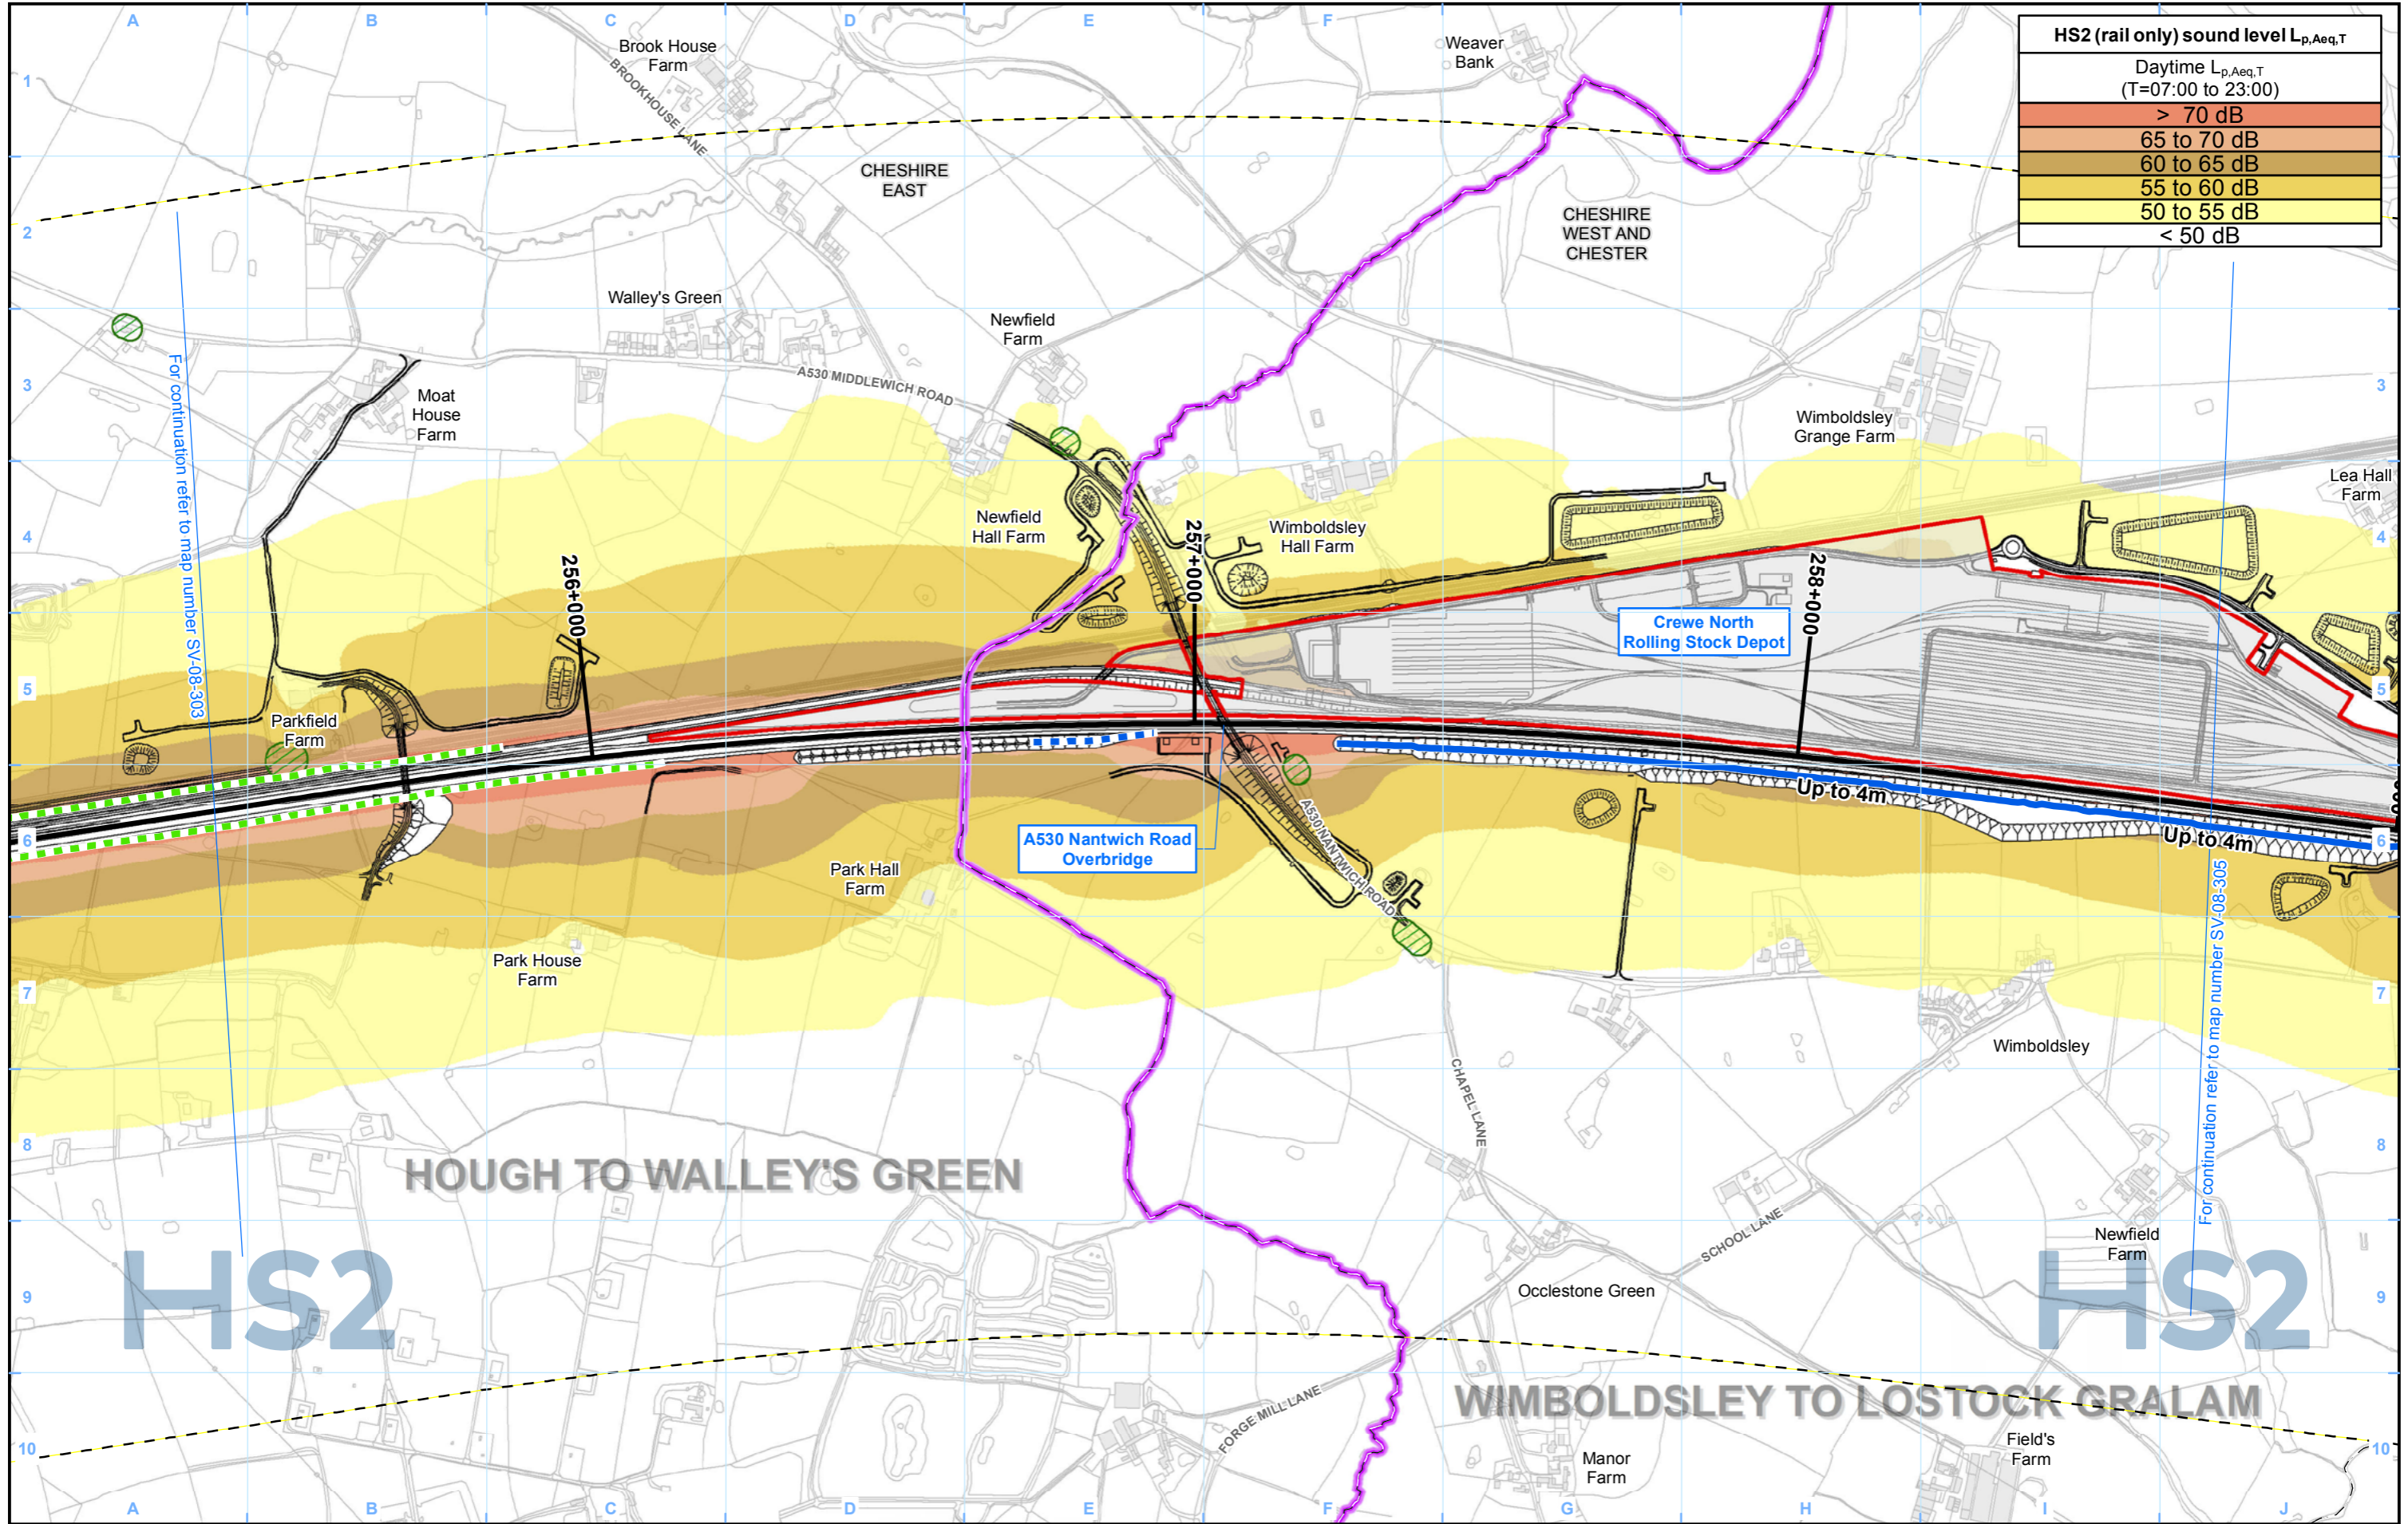 A
B
C
D
E
F
HS2 (rail only) sound level Lp,Aeq,T
Daytime Lp,Aeq,T
(T=07:00 to 23:00)
> 70 dB
65 to 70 dB
60 to 65 dB
55 to 60 dB
50 to 55 dB
< 50 dB
1
Brook House
Farm
BROOKHOUSE LANE
Weaver
Bank
CHESHIRE
EAST
2
CHESHIRE
WEST AND
CHESTER
Walley's Green
Newfield
Farm
For continuation refer to map number SV-08-303
3
3
A530 MIDDLEWICH ROAD
Moat
House
Farm
Wimboldsley
Grange Farm
Lea Hall
Farm
4
4
Newfield
Hall Farm
Wimboldsley
Hall Farm
256+000
257+000
258+000
Crewe North
Rolling Stock Depot
5
5
Parkfield
Farm
Up to 4m
6
6
A530 Nantwich Road
Overbridge
A530 NANTWICH ROAD
Up to 4m
Park Hall
Farm
For continuation refer to map number SV-08-305
Park House
Farm
7
7
Wimboldsley
CHAPEL LANE
8
8
HOUGH TO WALLEY'S GREEN
SCHOOL LANE
Newfield
Farm
HS2
HS2
9
9
Occlestone Green
WIMBOLDSLEY TO LOSTOCK GRALAM
FORGE MILL LANE
10
10
Field's
Farm
Manor
Farm
A
B
C
D
E
F
G
H
I
J